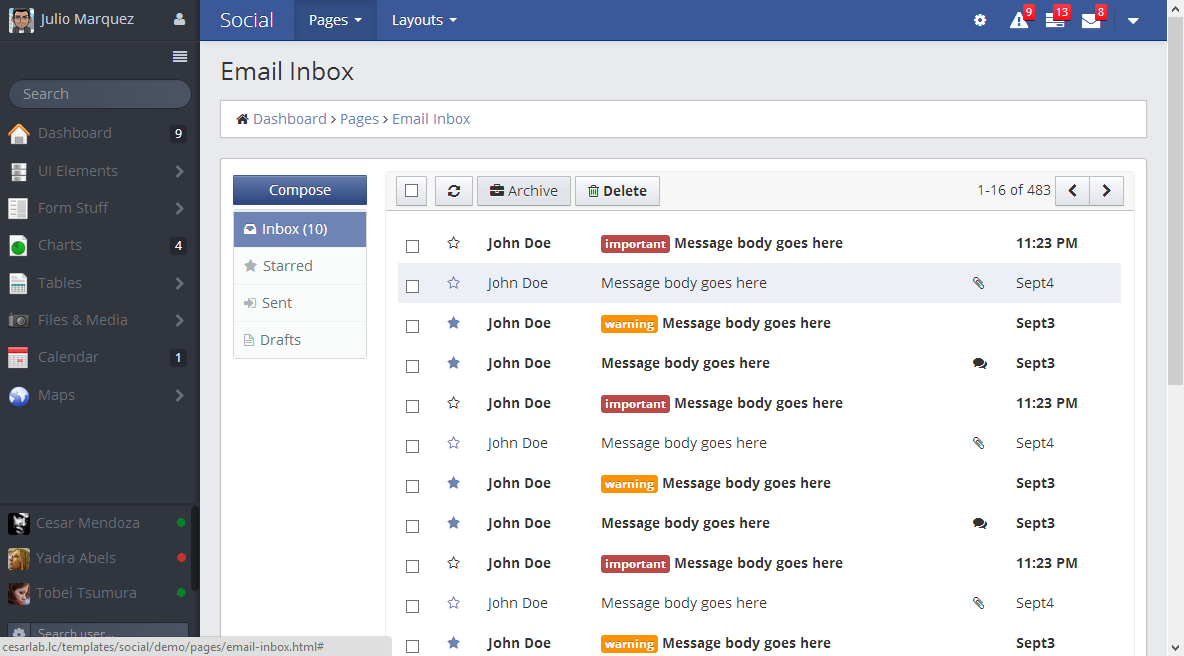 Julio Marquez
Social Pages Layouts 9 13 8
Search
Dashboard 9
UI Elements
Form Stuff
Charts 4
Tables
Files & Media
Calendar 1
Maps
Cesar Mendoza
Yadra Abels
Tobei Tsumura
Search user...
cesarlab.lc/templates/social/demo/pages/email-inbox.html#
Email Inbox
Dashboard › Pages › Email Inbox
Compose
Inbox (10)
Starred
Sent
Drafts
Archive Delete 1-16 of 483
John Doe important Message body goes here 11:23 PM
John Doe Message body goes here Sept4
John Doe warning Message body goes here Sept3
John Doe Message body goes here Sept3
John Doe important Message body goes here 11:23 PM
John Doe Message body goes here Sept4
John Doe warning Message body goes here Sept3
John Doe Message body goes here Sept3
John Doe important Message body goes here 11:23 PM
John Doe Message body goes here Sept4
John Doe warning Message body goes here Sept3